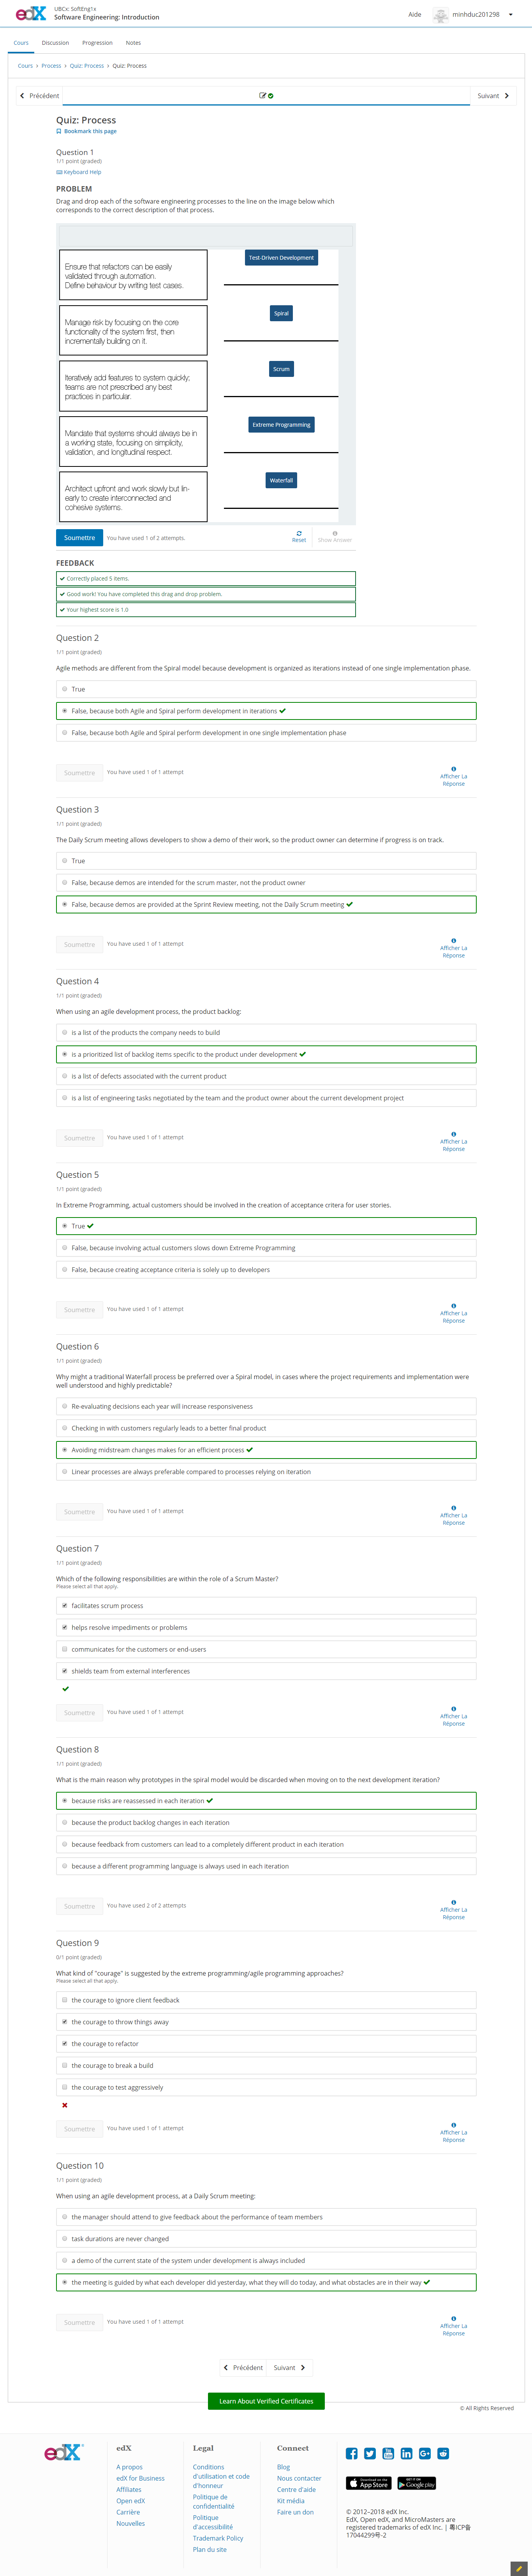 edX
UBCx: SoftEng1x
Software Engineering: Introduction
Aide
minhduc201298
Cours
Discussion
Progression
Notes
Cours › Process › Quiz: Process › Quiz: Process
Précédent
Suivant
Quiz: Process
Bookmark this page
Question 1
1/1 point (graded)
Keyboard Help
PROBLEM
Drag and drop each of the software engineering processes to the line on the image below which
corresponds to the correct description of that process.
Ensure that refactors can be easily
validated through automation.
Define behaviour by writing test cases.
Test-Driven Development
Manage risk by focusing on the core
functionality of the system first, then
incrementally building on it.
Spiral
Iteratively add features to system quickly;
teams are not prescribed any best
practices in particular.
Scrum
Mandate that systems should always be in
a working state, focusing on simplicity,
validation, and longitudinal respect.
Extreme Programming
Architect upfront and work slowly but lin-
early to create interconnected and
cohesive systems.
Waterfall
Soumettre
You have used 1 of 2 attempts.
Reset
Show Answer
FEEDBACK
Correctly placed 5 items.
Good work! You have completed this drag and drop problem.
Your highest score is 1.0
Question 2
1/1 point (graded)
Agile methods are different from the Spiral model because development is organized as iterations instead of one single implementation phase.
True
False, because both Agile and Spiral perform development in iterations
False, because both Agile and Spiral perform development in one single implementation phase
Soumettre
You have used 1 of 1 attempt
Afficher La
Réponse
Question 3
1/1 point (graded)
The Daily Scrum meeting allows developers to show a demo of their work, so the product owner can determine if progress is on track.
True
False, because demos are intended for the scrum master, not the product owner
False, because demos are provided at the Sprint Review meeting, not the Daily Scrum meeting
Soumettre
You have used 1 of 1 attempt
Afficher La
Réponse
Question 4
1/1 point (graded)
When using an agile development process, the product backlog:
is a list of the products the company needs to build
is a prioritized list of backlog items specific to the product under development
is a list of defects associated with the current product
is a list of engineering tasks negotiated by the team and the product owner about the current development project
Soumettre
You have used 1 of 1 attempt
Afficher La
Réponse
Question 5
1/1 point (graded)
In Extreme Programming, actual customers should be involved in the creation of acceptance criteria for user stories.
True
False, because involving actual customers slows down Extreme Programming
False, because creating acceptance criteria is solely up to developers
Soumettre
You have used 1 of 1 attempt
Afficher La
Réponse
Question 6
1/1 point (graded)
Why might a traditional Waterfall process be preferred over a Spiral model, in cases where the project requirements and implementation were
well understood and highly predictable?
Re-evaluating decisions each year will increase responsiveness
Checking in with customers regularly leads to a better final product
Avoiding midstream changes makes for an efficient process
Linear processes are always preferable compared to processes relying on iteration
Soumettre
You have used 1 of 1 attempt
Afficher La
Réponse
Question 7
1/1 point (graded)
Which of the following responsibilities are within the role of a Scrum Master?
Please select all that apply.
facilitates scrum process
helps resolve impediments or problems
communicates for the customers or end-users
shields team from external interferences
Soumettre
You have used 1 of 1 attempt
Afficher La
Réponse
Question 8
1/1 point (graded)
What is the main reason why prototypes in the spiral model would be discarded when moving on to the next development iteration?
because risks are reassessed in each iteration
because the product backlog changes in each iteration
because feedback from customers can lead to a completely different product in each iteration
because a different programming language is always used in each iteration
Soumettre
You have used 2 of 2 attempts
Afficher La
Réponse
Question 9
0/1 point (graded)
What kind of "courage" is suggested by the extreme programming/agile programming approaches?
Please select all that apply.
the courage to ignore client feedback
the courage to throw things away
the courage to refactor
the courage to break a build
the courage to test aggressively
Soumettre
You have used 1 of 1 attempt
Afficher La
Réponse
Question 10
1/1 point (graded)
When using an agile development process, at a Daily Scrum meeting:
the manager should attend to give feedback about the performance of team members
task durations are never changed
a demo of the current state of the system under development is always included
the meeting is guided by what each developer did yesterday, what they will do today, and what obstacles are in their way
Soumettre
You have used 1 of 1 attempt
Afficher La
Réponse
Précédent
Suivant
Learn About Verified Certificates
© All Rights Reserved
edX
edX
A propos
edX for Business
Affiliates
Open edX
Carrière
Nouvelles
Legal
Conditions
d'utilisation et code
d'honneur
Politique de
confidentialité
Politique
d'accessibilité
Trademark Policy
Plan du site
Connect
Blog
Nous contacter
Centre d'aide
Kit média
Faire un don
Download on the
App Store
GET IT ON
Google Play
© 2012–2018 edX Inc.
EdX, Open edX, and MicroMasters are
registered trademarks of edX Inc. | 粤ICP备
17044299号-2